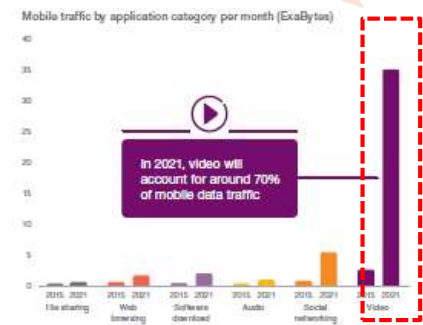 Mobile traffic by application category per month (ExaBytes)
40
35
30
25
20
15
10
5
0
In 2021, video will
account for around 70%
of mobile data traffic
2015 2021 2015 2021 2015 2021 2015 2021 2015 2021 2015 2021
File sharing Web Software Audio Social Video
browsing download networking